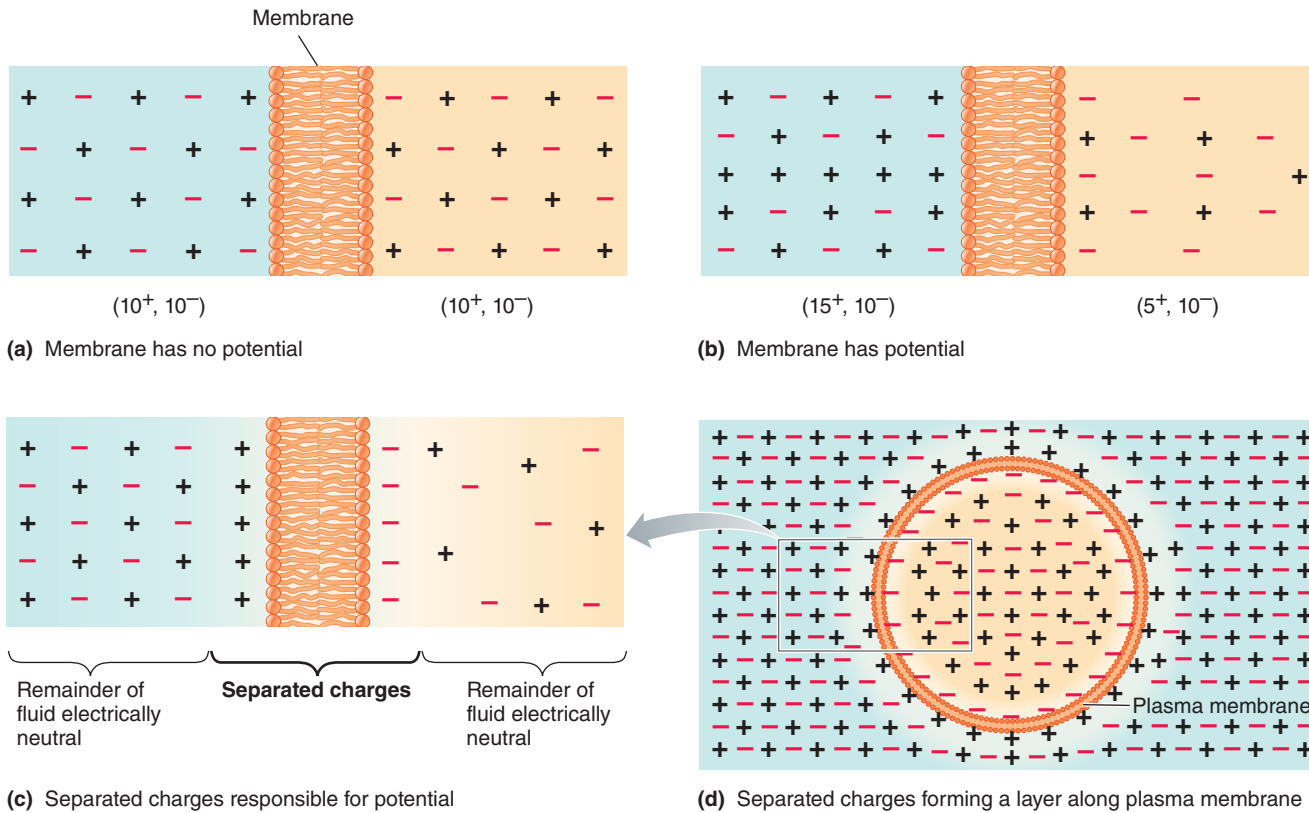 Membrane
(10⁺, 10⁻)
(10⁺, 10⁻)
(a) Membrane has no potential
(15⁺, 10⁻)
(5⁺, 10⁻)
(b) Membrane has potential
Remainder of
fluid electrically
neutral
Separated charges
Remainder of
fluid electrically
neutral
(c) Separated charges responsible for potential
Plasma membrane
(d) Separated charges forming a layer along plasma membrane